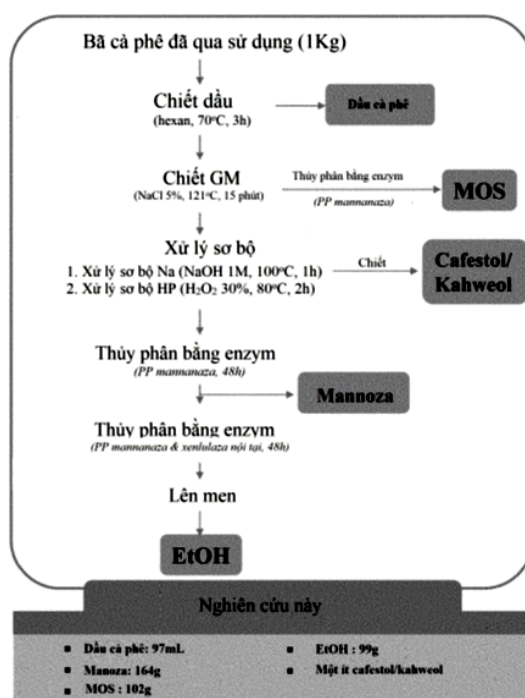 Bã cà phê đã qua sử dụng (1Kg)
Chiết dầu
(hexan, 70ºC, 3h)
Dầu cà phê
Chiết GM
(NaCl 5%, 121ºC, 15 phút)
Thủy phân bằng enzym
(PP mannanaza)
MOS
Xử lý sơ bộ
1. Xử lý sơ bộ Na (NaOH 1M, 100ºC, 1h)
2. Xử lý sơ bộ HP (H₂O₂ 30%, 80ºC, 2h)
Chiết
Cafestol/
Kahweol
Thủy phân bằng enzym
(PP mannanaza, 48h)
Mannoza
Thủy phân bằng enzym
(PP mannanaza & xenlulaza nội tại, 48h)
Lên men
EtOH
Nghiên cứu này
▪ Dầu cà phê: 97mL
▪ Manoza: 164g
▪ MOS : 102g
▪ EtOH : 99g
▪ Một ít cafestol/kahweol